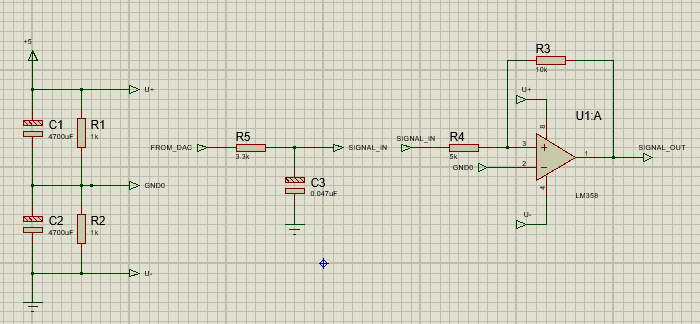 +5
U+
C1
4700uF
R1
1k
GND0
C2
4700uF
R2
1k
U-
FROM_DAC
R5
3.3k
SIGNAL_IN
C3
0.047uF
SIGNAL_IN
R4
5k
GND0
R3
10k
U+
U1:A
8
3
2
1
4
LM358
SIGNAL_OUT
U-